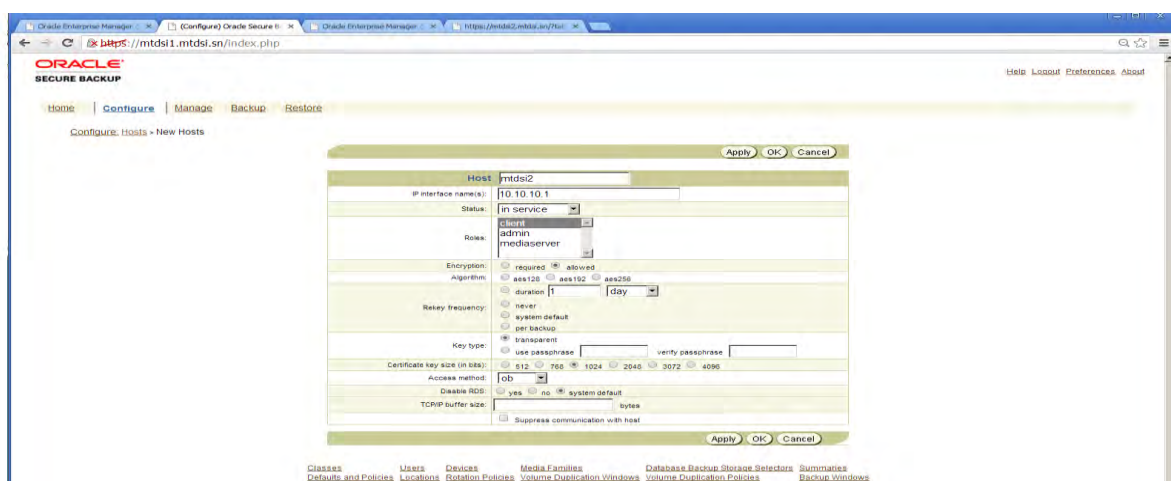 Oracle Enterprise Manager
(Configure) Oracle Secure B
Oracle Enterprise Manager
https://mtdsi2.mtdsi.sn/?tab
https://mtdsi1.mtdsi.sn/index.php
ORACLE
SECURE BACKUP
Help Logout Preferences About
Home Configure Manage Backup Restore
Configure: Hosts > New Hosts
Apply OK Cancel
Host mtdsi2
IP interface name(s): 10.10.10.1
Status: in service
client
admin
Roles: mediaserver
Encryption: required allowed
Algorithm: aes128 aes192 aes256
duration 1 day
Rekey frequency: never
system default
per backup
Key type: transparent
use passphrase verify passphrase
Certificate key size (in bits): 512 768 1024 2048 3072 4096
Access method: ob
Disable RDS: yes no system default
TCP/IP buffer size: bytes
Suppress communication with host
Apply OK Cancel
Classes Users Devices Media Families Database Backup Storage Selectors Summaries
Defaults and Policies Locations Rotation Policies Volume Duplication Windows Volume Duplication Policies Backup Windows